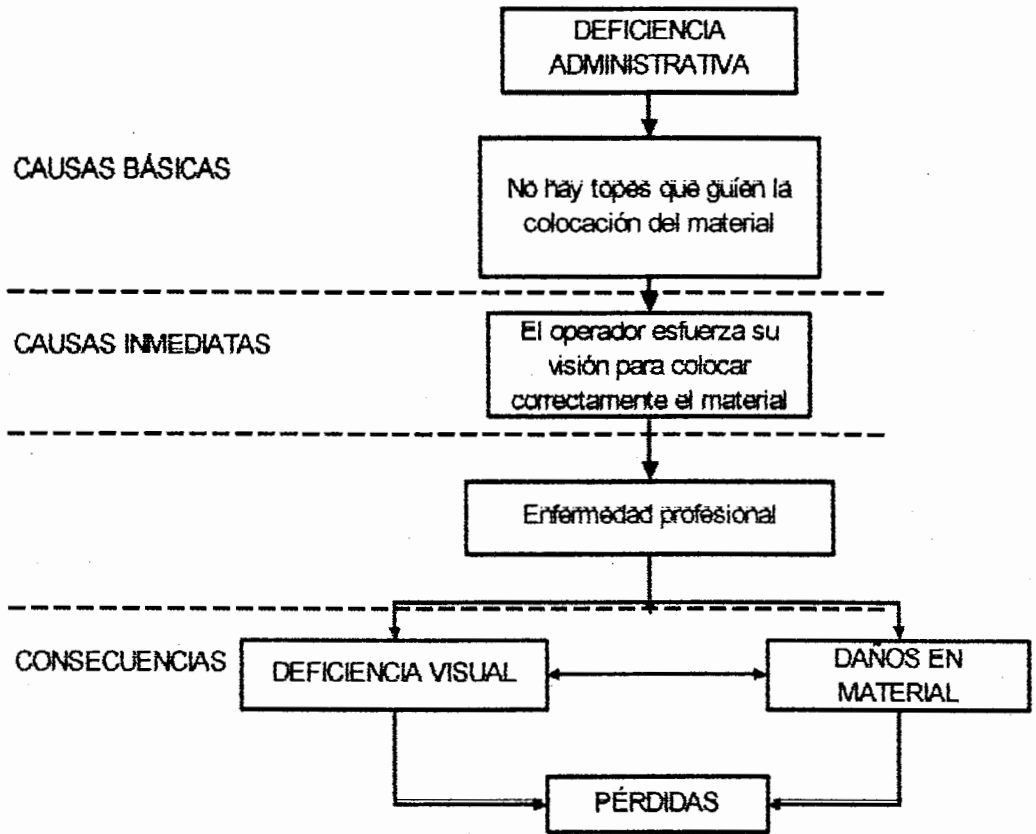 DEFICIENCIA
ADMINISTRATIVA
CAUSAS BÁSICAS
No hay topes que guíen la
colocación del material
CAUSAS INMEDIATAS
El operador esfuerza su
visión para colocar
correctamente el material
Enfermedad profesional
CONSECUENCIAS
DEFICIENCIA VISUAL
DAÑOS EN
MATERIAL
PÉRDIDAS